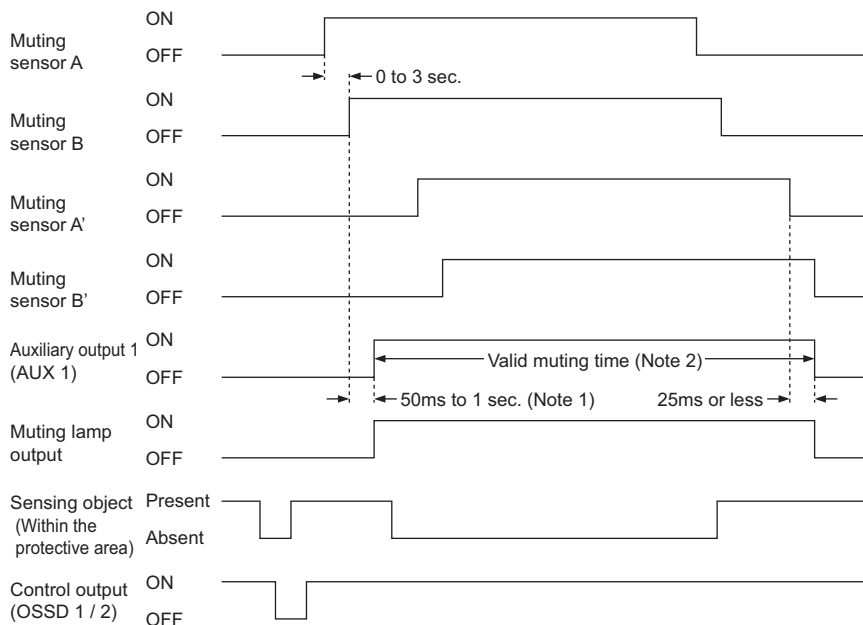 Muting
sensor A
ON
OFF
0 to 3 sec.
Muting
sensor B
ON
OFF
Muting
sensor A'
ON
OFF
Muting
sensor B'
ON
OFF
Auxiliary output 1
(AUX 1)
ON
OFF
Valid muting time (Note 2)
50ms to 1 sec. (Note 1)
25ms or less
Muting lamp
output
ON
OFF
Sensing object
(Within the
protective area)
Present
Absent
Control output
(OSSD 1 / 2)
ON
OFF